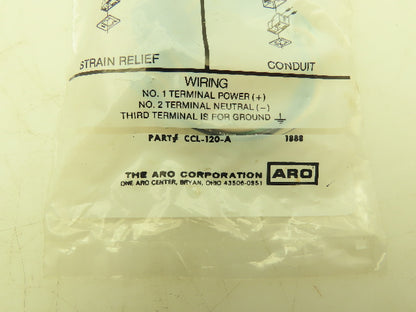 STRAIN RELIEF
CONDUIT
WIRING
NO. 1 TERMINAL POWER (+)
NO. 2 TERMINAL NEUTRAL (-)
THIRD TERMINAL IS FOR GROUND ⏚
PART# CCL-120-A 1888
THE ARO CORPORATION ARO
ONE ARO CENTER, BRYAN, OHIO 43506-0551